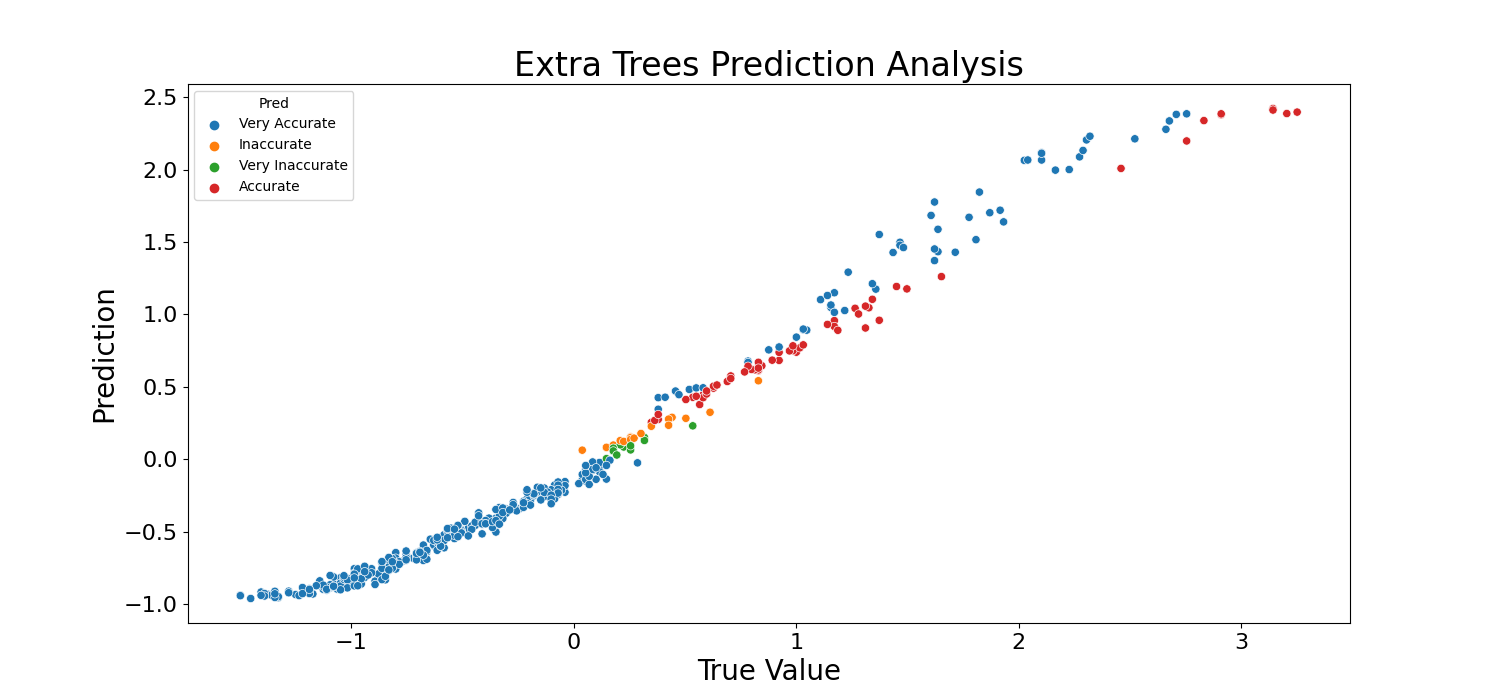 Extra Trees Prediction Analysis
Pred
Very Accurate
Inaccurate
Very Inaccurate
Accurate
Prediction
2.5
2.0
1.5
1.0
0.5
0.0
−0.5
−1.0
−1 0 1 2 3
True Value